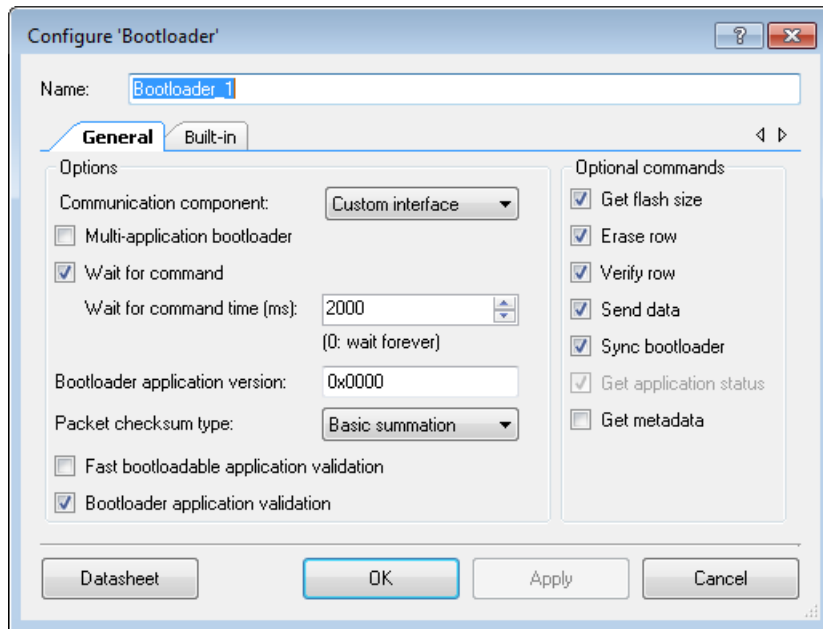 Configure 'Bootloader'
?
Name: Bootloader_1
General Built-in
Options
Communication component: Custom interface
Multi-application bootloader
Wait for command
Wait for command time (ms): 2000
(0: wait forever)
Bootloader application version: 0x0000
Packet checksum type: Basic summation
Fast bootloadable application validation
Bootloader application validation
Optional commands
Get flash size
Erase row
Verify row
Send data
Sync bootloader
Get application status
Get metadata
Datasheet OK Apply Cancel